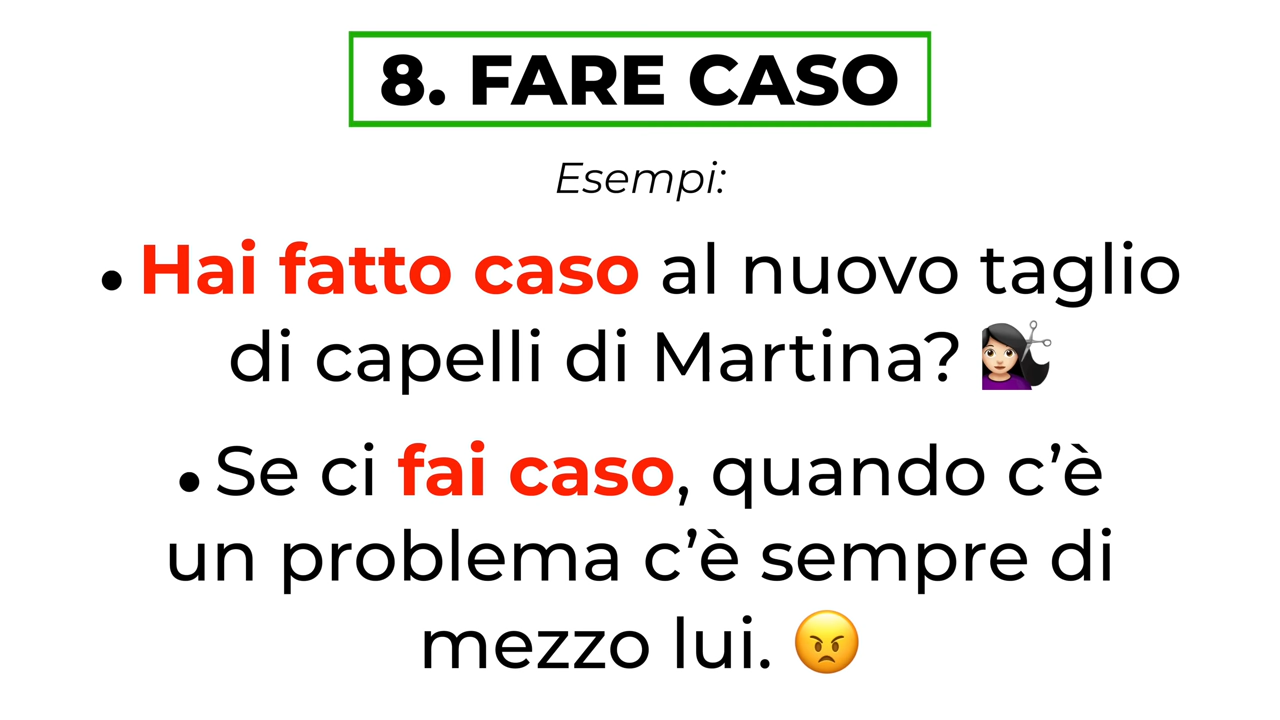 8. FARE CASO
Esempi:
• Hai fatto caso al nuovo taglio
di capelli di Martina? 💇🏻‍♀️
• Se ci fai caso, quando c’è
un problema c’è sempre di
mezzo lui. 😠